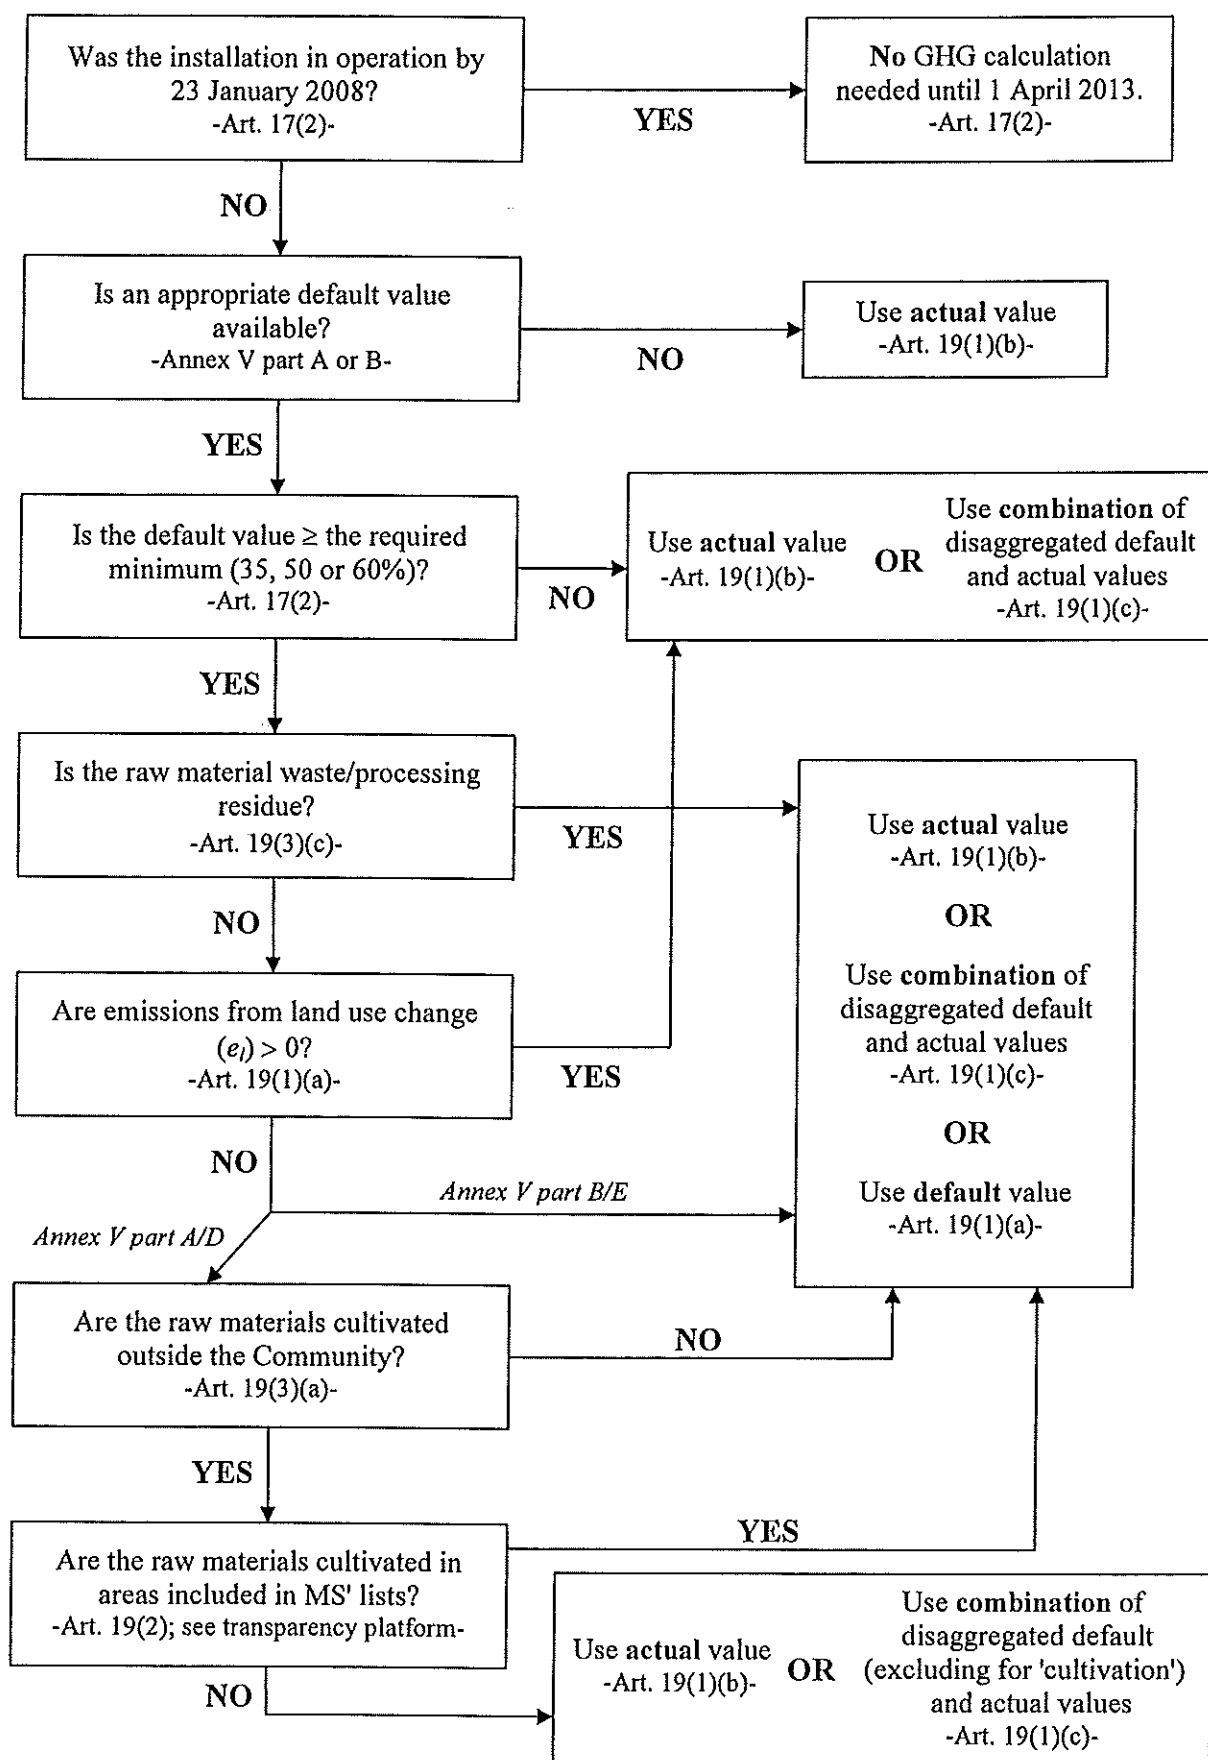 Was the installation in operation by
23 January 2008?
-Art. 17(2)-
YES
No GHG calculation
needed until 1 April 2013.
-Art. 17(2)-
NO
Is an appropriate default value
available?
-Annex V part A or B-
NO
Use actual value
-Art. 19(1)(b)-
YES
Is the default value ≥ the required
minimum (35, 50 or 60%)?
-Art. 17(2)-
NO
Use actual value
-Art. 19(1)(b)-
OR
Use combination of
disaggregated default
and actual values
-Art. 19(1)(c)-
YES
Is the raw material waste/processing
residue?
-Art. 19(3)(c)-
YES
Use actual value
-Art. 19(1)(b)-
OR
Use combination of
disaggregated default
and actual values
-Art. 19(1)(c)-
OR
Use default value
-Art. 19(1)(a)-
NO
Are emissions from land use change
(el) > 0?
-Art. 19(1)(a)-
YES
NO
Annex V part B/E
Annex V part A/D
Are the raw materials cultivated
outside the Community?
-Art. 19(3)(a)-
NO
YES
Are the raw materials cultivated in
areas included in MS' lists?
-Art. 19(2); see transparency platform-
YES
NO
Use actual value
-Art. 19(1)(b)-
OR
Use combination of
disaggregated default
(excluding for 'cultivation')
and actual values
-Art. 19(1)(c)-